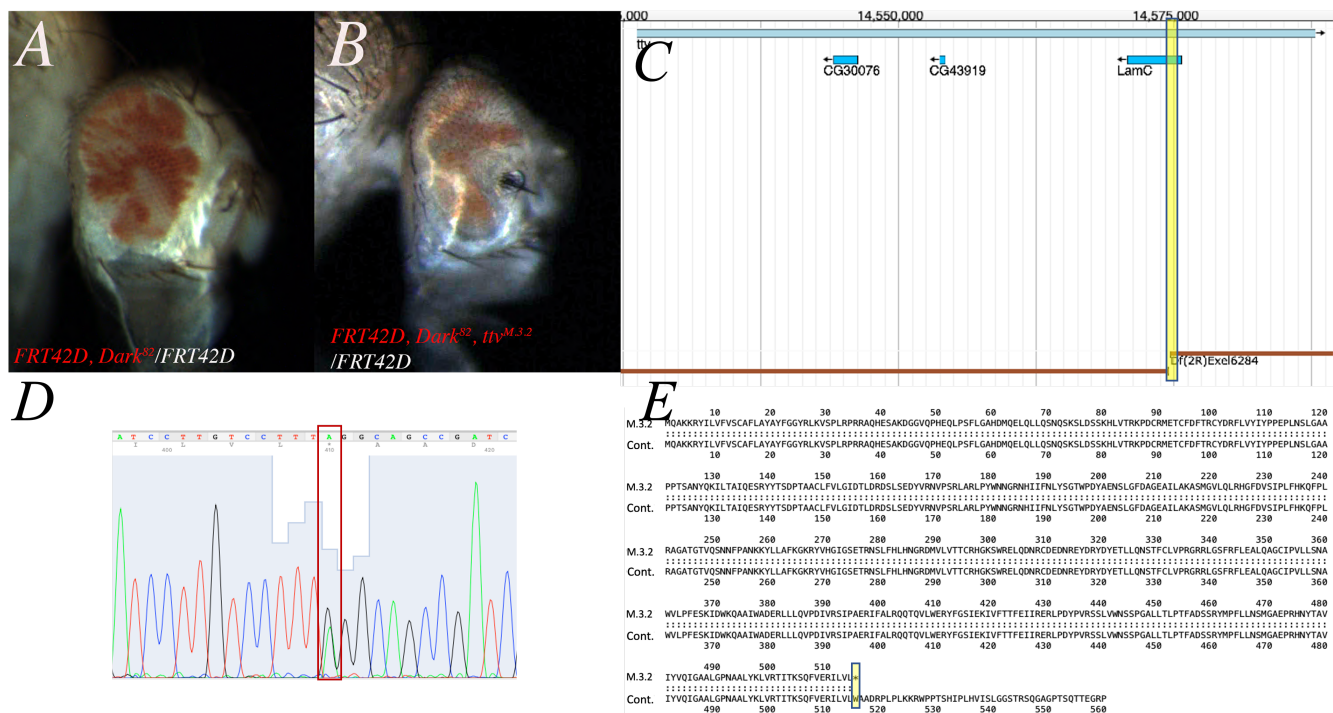 A
B
C
14,550,000
14,575,000
ttv
CG30076
CG43919
LamC
Df(2R)Exel6284
FRT42D, Dark⁸²/FRT42D
FRT42D, Dark⁸², ttvᴹ·³·²
/FRT42D
D
A T C C T T G T C C T T T A G G C A G C C G A T C
I L V L * A A D
400 410 420
E
10 20 30 40 50 60 70 80 90 100 110 120
M.3.2 MQAKKRYILVFVSCAFLAYAYFGGYRLKVSPLRPRRAQHESAKDGGVQPHEQLPSFLGAHDMQELQLLQSNQSKSLDSSKHLVTRKPDCRMETCFDFTRCYDRFLVYIYPPEPLNSLGAA
Cont. MQAKKRYILVFVSCAFLAYAYFGGYRLKVSPLRPRRAQHESAKDGGVQPHEQLPSFLGAHDMQELQLLQSNQSKSLDSSKHLVTRKPDCRMETCFDFTRCYDRFLVYIYPPEPLNSLGAA
10 20 30 40 50 60 70 80 90 100 110 120
130 140 150 160 170 180 190 200 210 220 230 240
M.3.2 PPTSANYQKILTAIQESRYYTSDPTAACLFVLGIDTLDRDSLSEDYVRNVPSRLARLPYWNNGRNHIIFNLYSGTWPDYAENSLGFDAGEAILAKASMGVLQLRHGFDVSIPLFHKQFPL
Cont. PPTSANYQKILTAIQESRYYTSDPTAACLFVLGIDTLDRDSLSEDYVRNVPSRLARLPYWNNGRNHIIFNLYSGTWPDYAENSLGFDAGEAILAKASMGVLQLRHGFDVSIPLFHKQFPL
130 140 150 160 170 180 190 200 210 220 230 240
250 260 270 280 290 300 310 320 330 340 350 360
M.3.2 RAGATGTVQSNNFPANKKYLLAFKGKRYVHGIGSETRNSLFHLHNGRDMVLVTTCRHGKSWRELQDNRCDEDNREYDRYDYETLLQNSTFCLVPRGRRLGSFRFLEALQAGCIPVLLSNA
Cont. RAGATGTVQSNNFPANKKYLLAFKGKRYVHGIGSETRNSLFHLHNGRDMVLVTTCRHGKSWRELQDNRCDEDNREYDRYDYETLLQNSTFCLVPRGRRLGSFRFLEALQAGCIPVLLSNA
250 260 270 280 290 300 310 320 330 340 350 360
370 380 390 400 410 420 430 440 450 460 470 480
M.3.2 WVLPFESKIDWKQAAIWADERLLLQVPDIVRSIPAERIFALRQQTQVLWERYFGSIEKIVFTTFEIIRERLPDYPVRSSLVWNSSPGALLTLPTFADSSRYMPFLLNSMGAEPRHNYTAV
Cont. WVLPFESKIDWKQAAIWADERLLLQVPDIVRSIPAERIFALRQQTQVLWERYFGSIEKIVFTTFEIIRERLPDYPVRSSLVWNSSPGALLTLPTFADSSRYMPFLLNSMGAEPRHNYTAV
370 380 390 400 410 420 430 440 450 460 470 480
490 500 510
M.3.2 IYVQIGAALGPNAALYKLVRTITKSQFVERILVL*
Cont. IYVQIGAALGPNAALYKLVRTITKSQFVERILVLWAADRPLPLKKRWPPTSHIPLHVISLGGSTRSQGAGPTSQTTEGRP
490 500 510 520 530 540 550 560